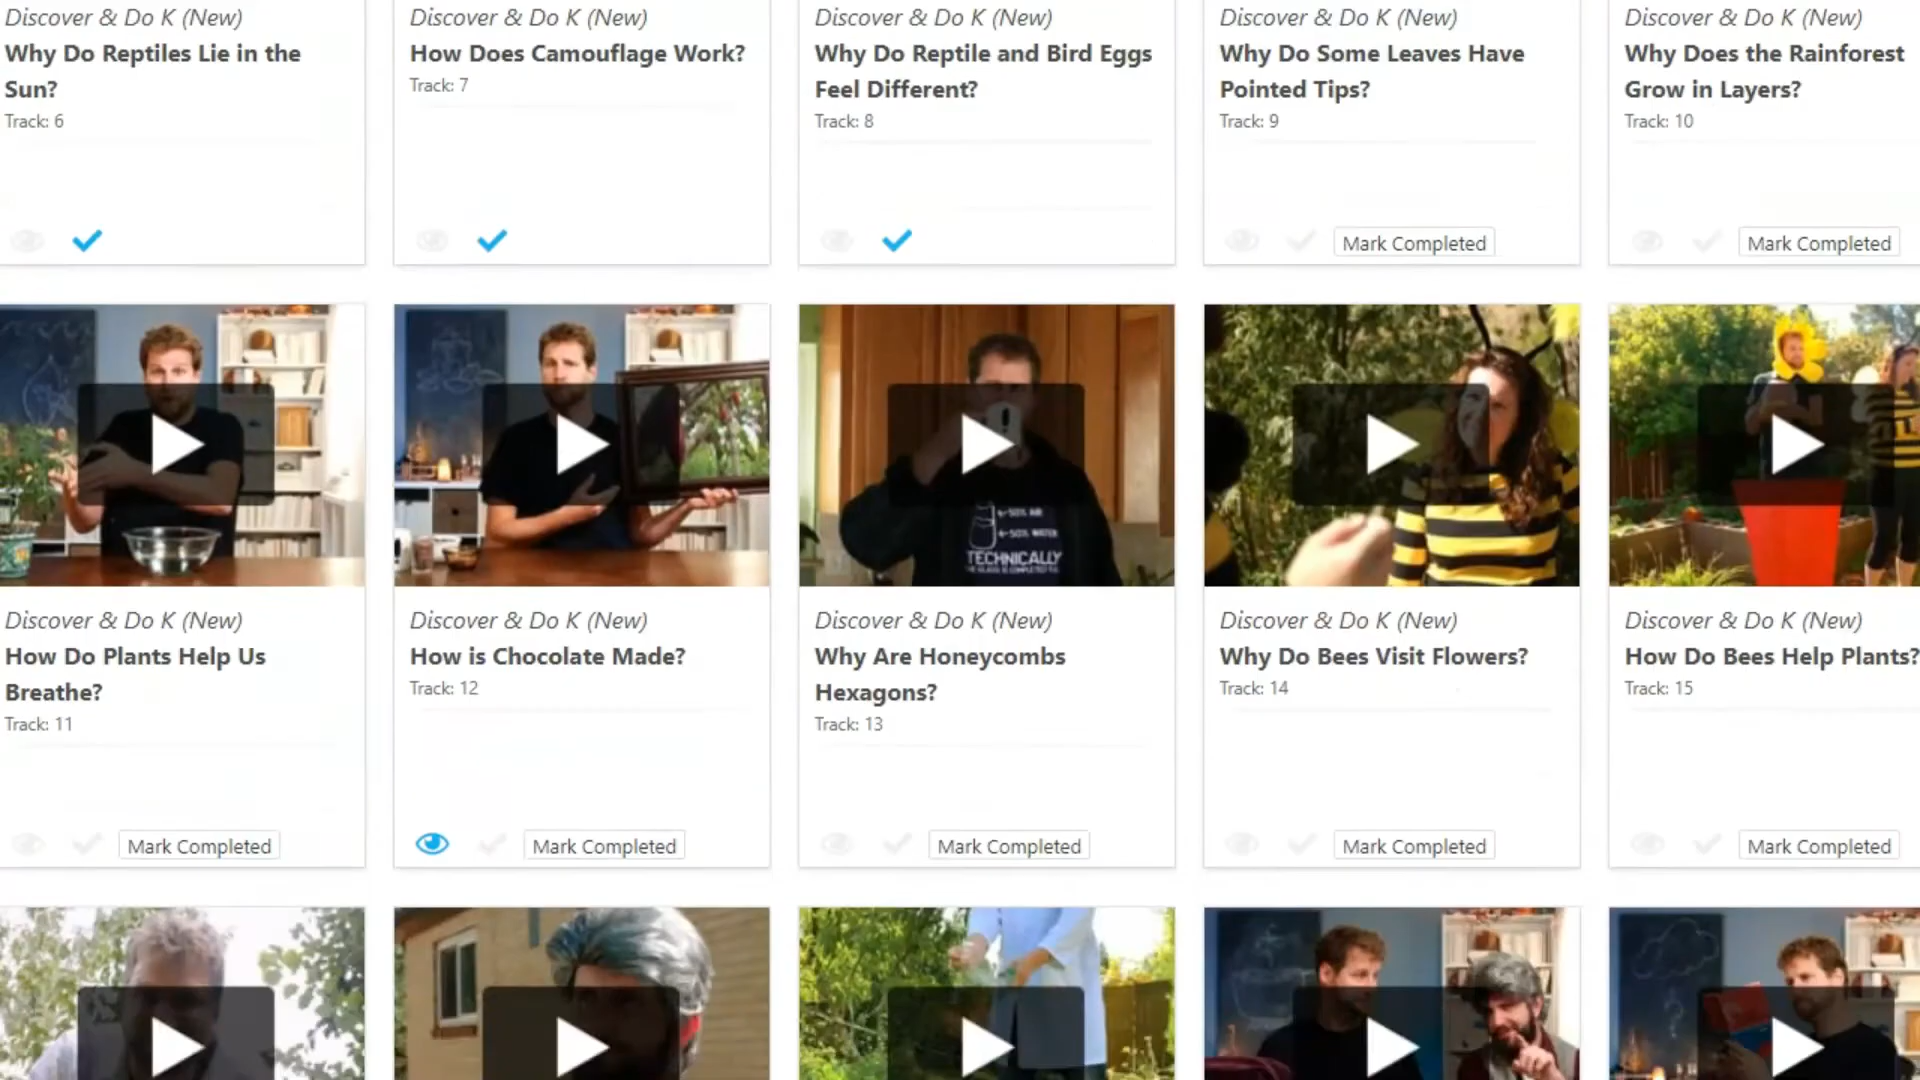 Discover & Do K (New)
Why Do Reptiles Lie in the
Sun?
Track: 6
Discover & Do K (New)
How Does Camouflage Work?
Track: 7
Discover & Do K (New)
Why Do Reptile and Bird Eggs
Feel Different?
Track: 8
Discover & Do K (New)
Why Do Some Leaves Have
Pointed Tips?
Track: 9
Mark Completed
Discover & Do K (New)
Why Does the Rainforest
Grow in Layers?
Track: 10
Mark Completed
Discover & Do K (New)
How Do Plants Help Us
Breathe?
Track: 11
Mark Completed
Discover & Do K (New)
How is Chocolate Made?
Track: 12
Mark Completed
50% AIR
50% WATER
TECHNICALLY
Discover & Do K (New)
Why Are Honeycombs
Hexagons?
Track: 13
Mark Completed
Discover & Do K (New)
Why Do Bees Visit Flowers?
Track: 14
Mark Completed
Discover & Do K (New)
How Do Bees Help Plants?
Track: 15
Mark Completed